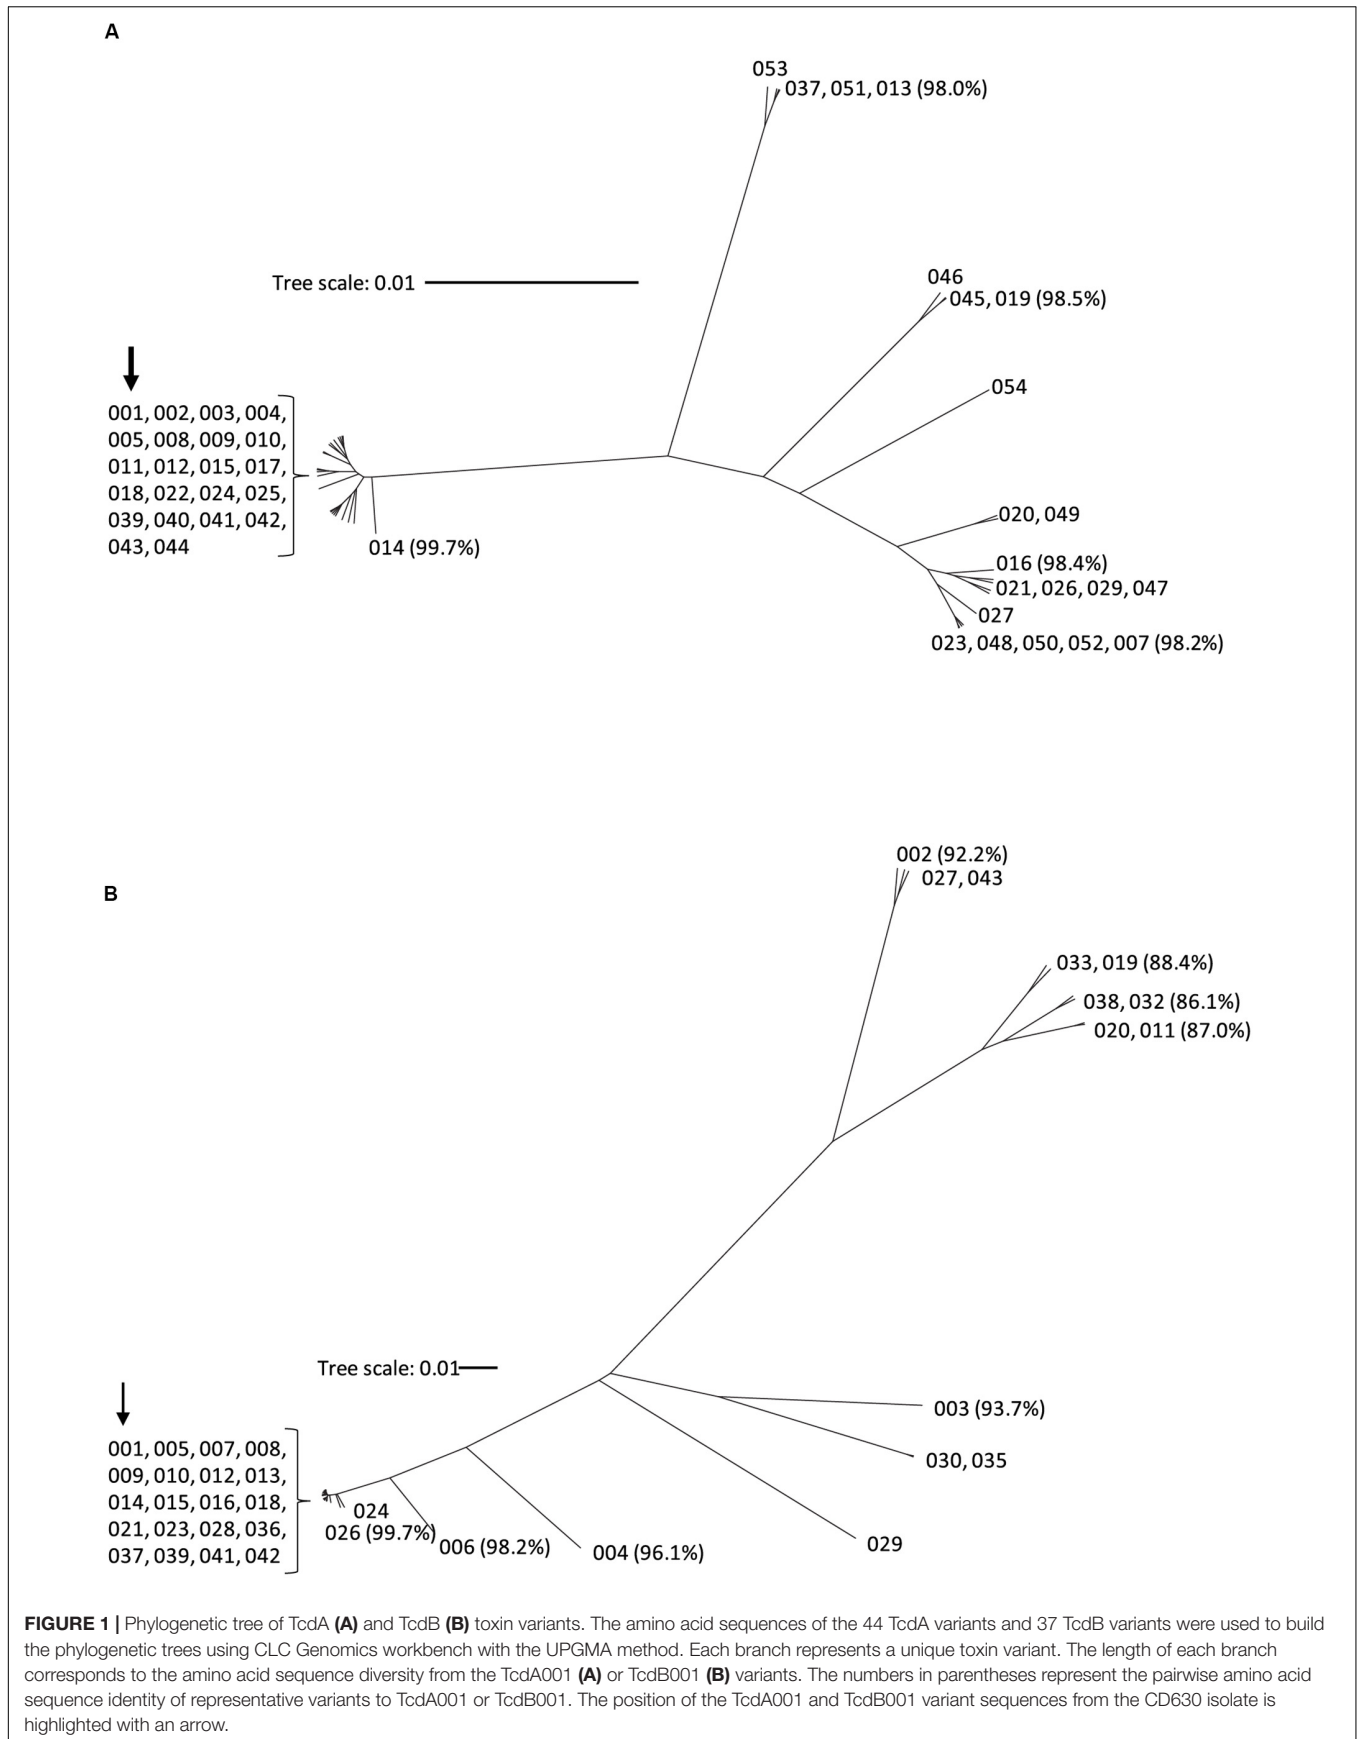 A
053
037, 051, 013 (98.0%)
046
Tree scale: 0.01
045, 019 (98.5%)
054
001, 002, 003, 004,
005, 008, 009, 010,
011, 012, 015, 017,
018, 022, 024, 025,
039, 040, 041, 042,
043, 044
014 (99.7%)
020, 049
016 (98.4%)
021, 026, 029, 047
027
023, 048, 050, 052, 007 (98.2%)
B
002 (92.2%)
027, 043
033, 019 (88.4%)
038, 032 (86.1%)
020, 011 (87.0%)
Tree scale: 0.01
003 (93.7%)
030, 035
029
001, 005, 007, 008,
009, 010, 012, 013,
014, 015, 016, 018,
021, 023, 028, 036,
037, 039, 041, 042
024
026 (99.7%)
006 (98.2%)
004 (96.1%)
FIGURE 1 | Phylogenetic tree of TcdA (A) and TcdB (B) toxin variants. The amino acid sequences of the 44 TcdA variants and 37 TcdB variants were used to build
the phylogenetic trees using CLC Genomics workbench with the UPGMA method. Each branch represents a unique toxin variant. The length of each branch
corresponds to the amino acid sequence diversity from the TcdA001 (A) or TcdB001 (B) variants. The numbers in parentheses represent the pairwise amino acid
sequence identity of representative variants to TcdA001 or TcdB001. The position of the TcdA001 and TcdB001 variant sequences from the CD630 isolate is
highlighted with an arrow.